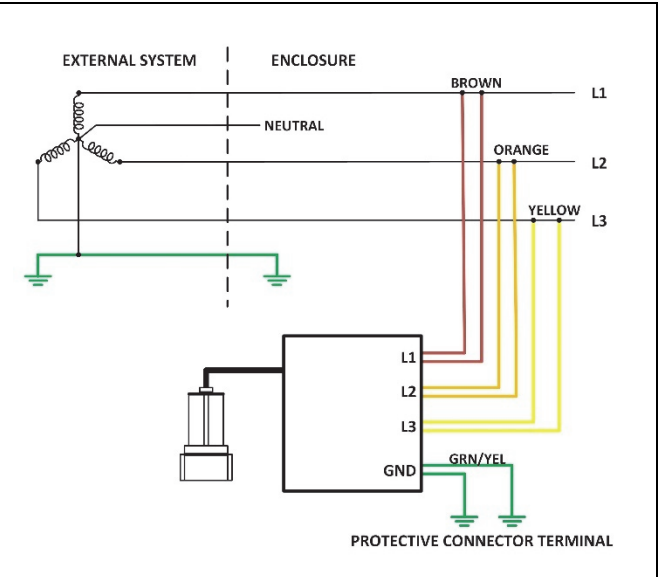 EXTERNAL SYSTEM
ENCLOSURE
BROWN
L1
NEUTRAL
ORANGE
L2
YELLOW
L3
L1
L2
L3
GND
GRN/YEL
PROTECTIVE CONNECTOR TERMINAL